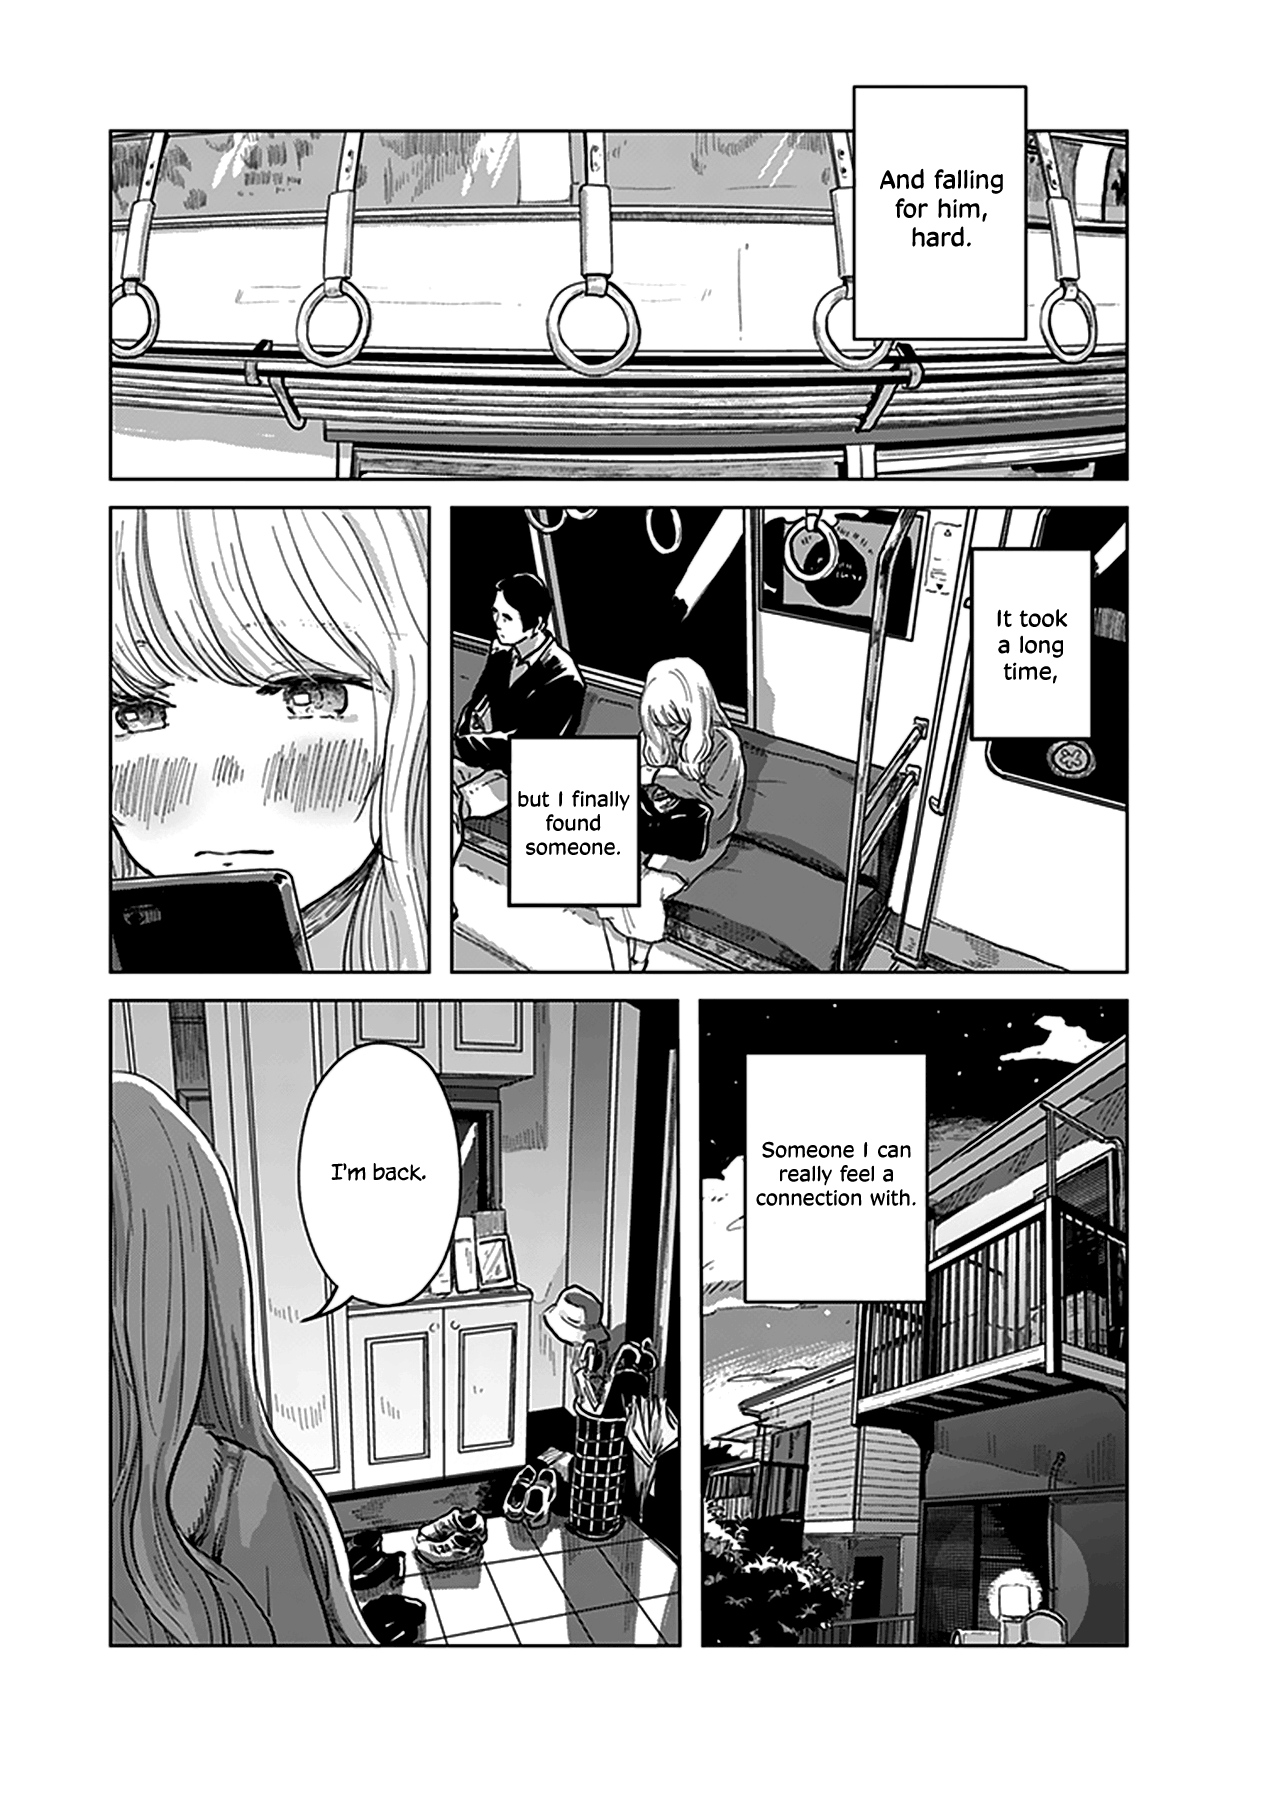 And falling
for him,
hard.
It took
a long
time,
but I finally
found
someone.
Someone I can
really feel a
connection with.
I'm back.